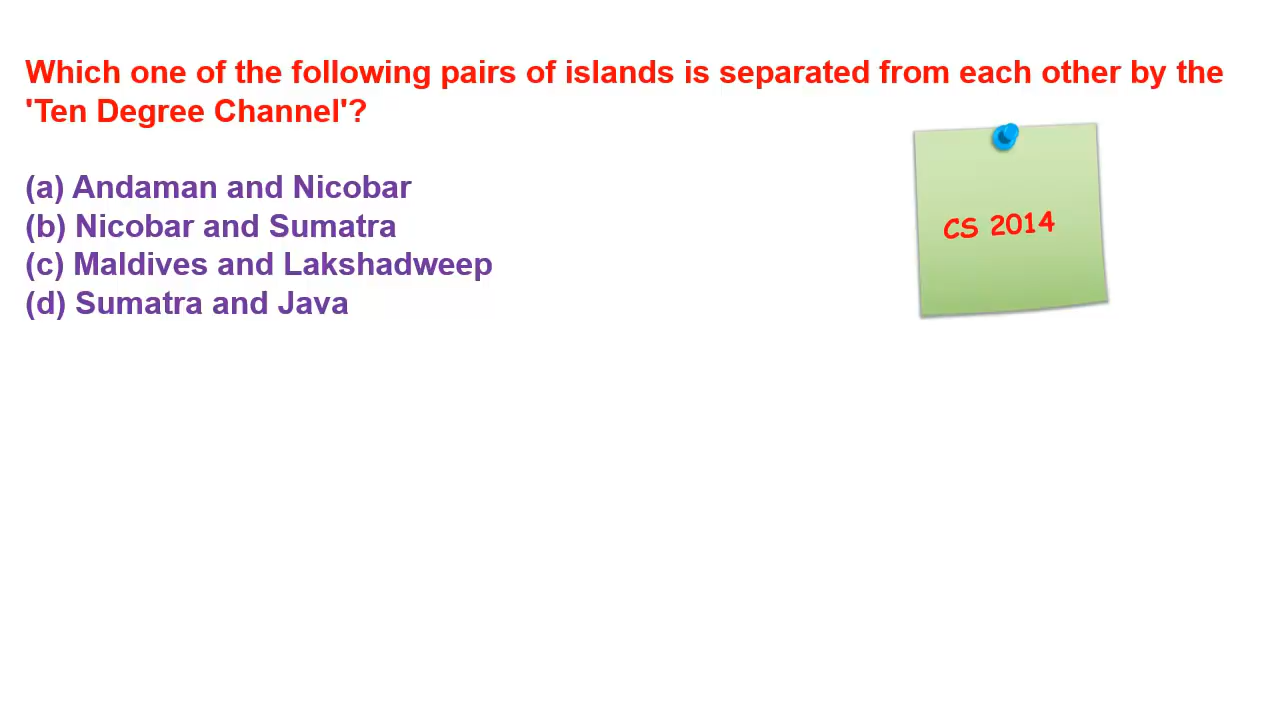 Which one of the following pairs of islands is separated from each other by the
'Ten Degree Channel'?
(a) Andaman and Nicobar
(b) Nicobar and Sumatra
(c) Maldives and Lakshadweep
(d) Sumatra and Java
CS 2014